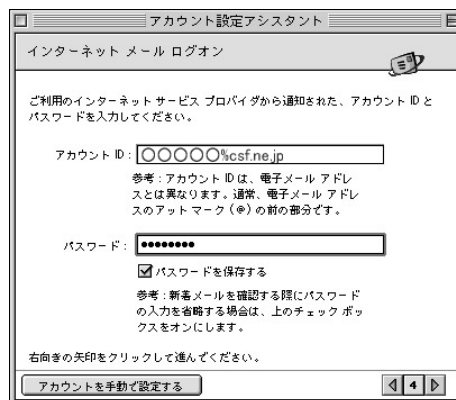 アカウント設定アシスタント
インターネット メール ログオン
ご利用のインターネット サービス プロバイダから通知された、アカウント ID と
パスワードを入力してください。
アカウント ID : 〇〇〇〇〇%csf.ne.jp
参考 : アカウント ID は、電子メール アドレ
スとは異なります。通常、電子メール アドレ
スのアット マーク (@) の前の部分です。
パスワード : ••••••••
パスワードを保存する
参考 : 新着メールを確認する際にパスワード
の入力を省略する場合は、上のチェック ボッ
クスをオンにします。
右向きの矢印をクリックして進んでください。
アカウントを手動で設定する
4